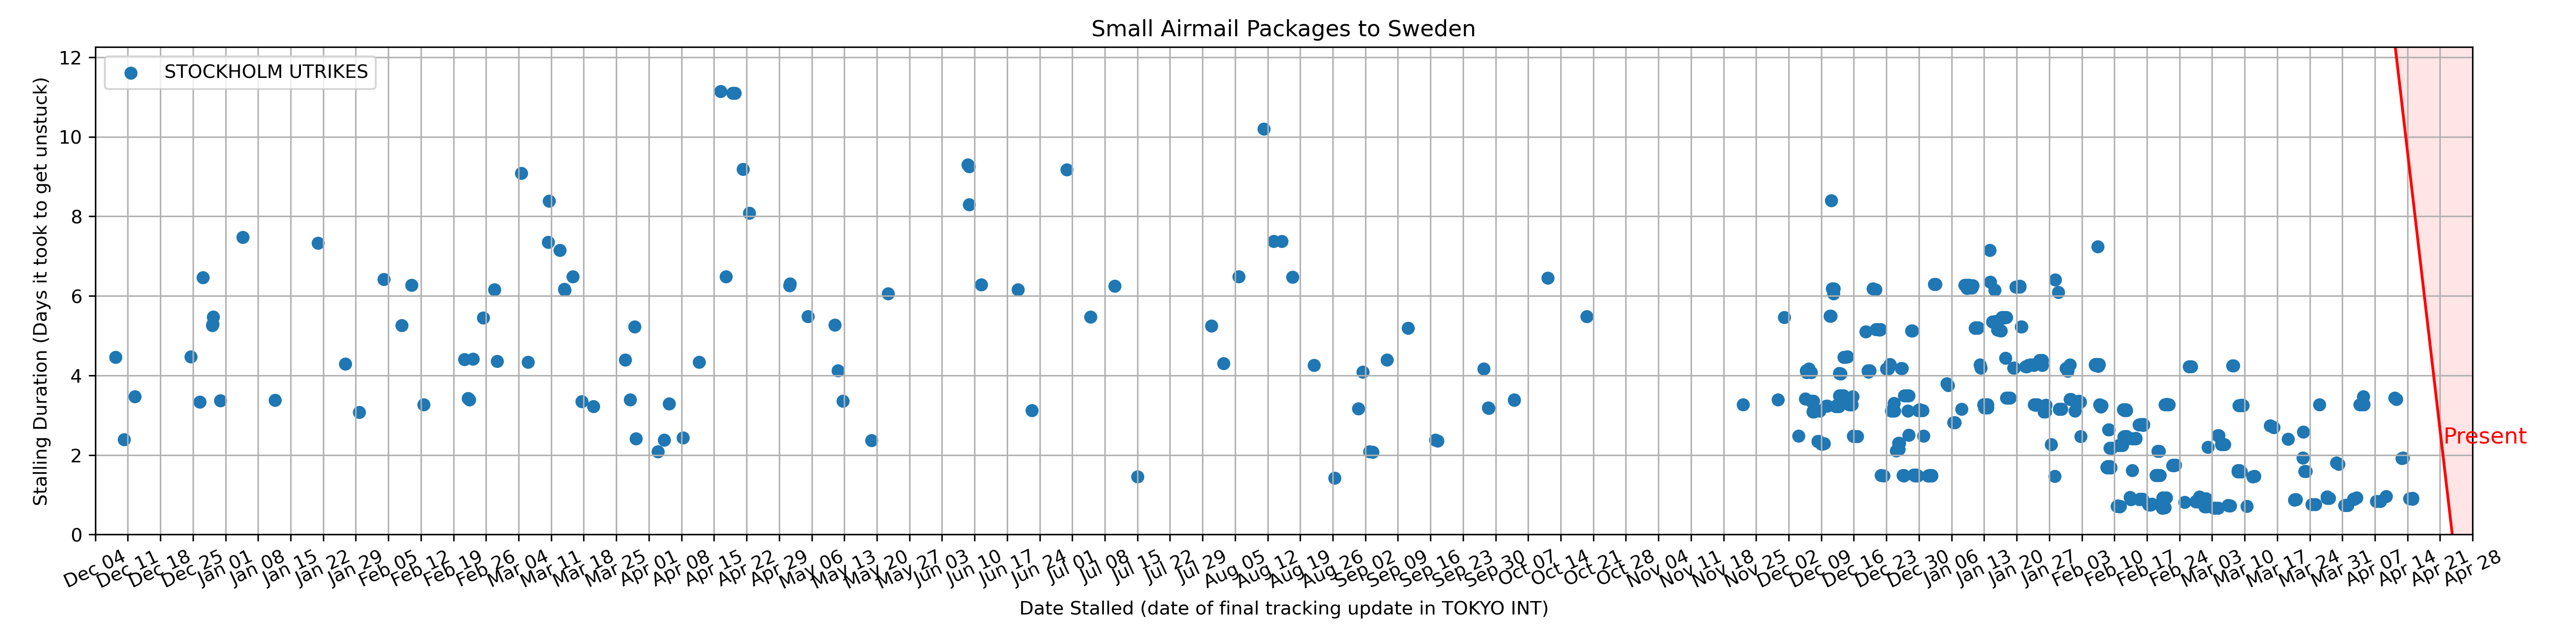 Small Airmail Packages to Sweden
STOCKHOLM UTRIKES
Stalling Duration (Days it took to get unstuck)
12
10
8
6
4
2
0
Present
Dec 04
Dec 11
Dec 18
Dec 25
Jan 01
Jan 08
Jan 15
Jan 22
Jan 29
Feb 05
Feb 12
Feb 19
Feb 26
Mar 04
Mar 11
Mar 18
Mar 25
Apr 01
Apr 08
Apr 15
Apr 22
Apr 29
May 06
May 13
May 20
May 27
Jun 03
Jun 10
Jun 17
Jun 24
Jul 01
Jul 08
Jul 15
Jul 22
Jul 29
Aug 05
Aug 12
Aug 19
Aug 26
Sep 02
Sep 09
Sep 16
Sep 23
Sep 30
Oct 07
Oct 14
Oct 21
Oct 28
Nov 04
Nov 11
Nov 18
Nov 25
Dec 02
Dec 09
Dec 16
Dec 23
Dec 30
Jan 06
Jan 13
Jan 20
Jan 27
Feb 03
Feb 10
Feb 17
Feb 24
Mar 03
Mar 10
Mar 17
Mar 24
Mar 31
Apr 07
Apr 14
Apr 21
Apr 28
Date Stalled (date of final tracking update in TOKYO INT)